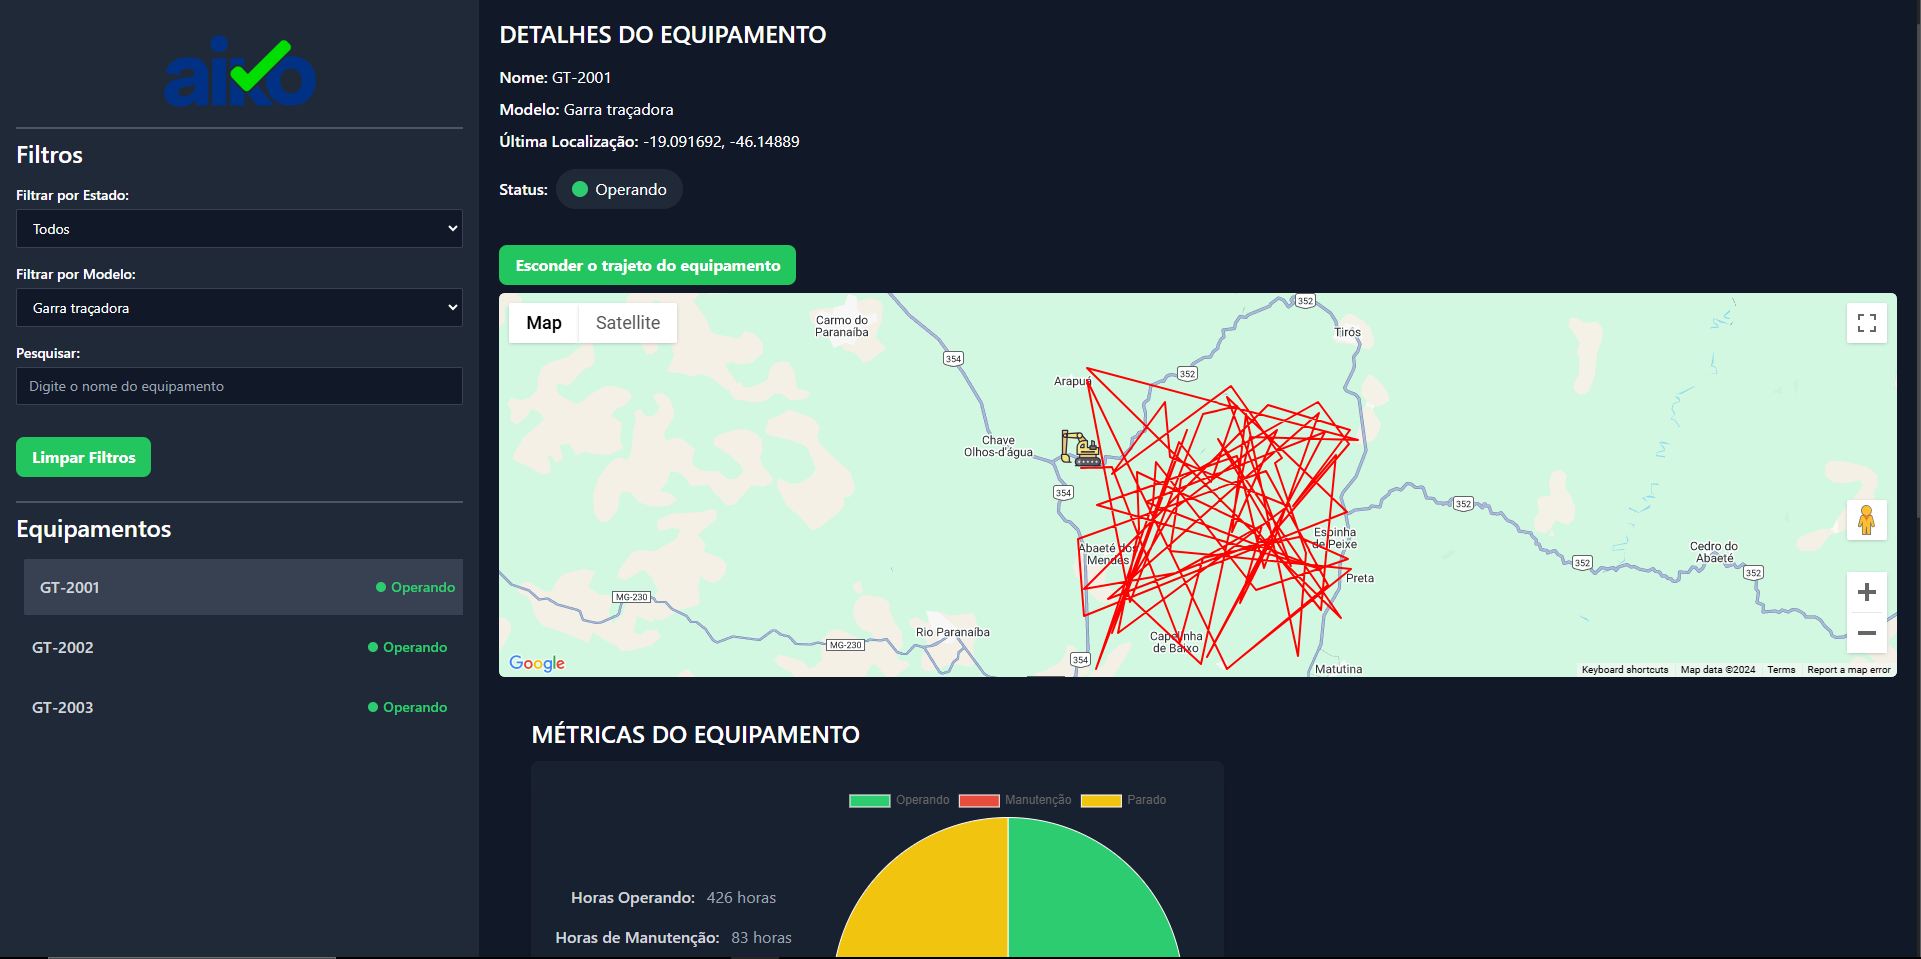 aiko
Filtros
Filtrar por Estado:
Todos
Filtrar por Modelo:
Garra traçadora
Pesquisar:
Digite o nome do equipamento
Limpar Filtros
Equipamentos
GT-2001 Operando
GT-2002 Operando
GT-2003 Operando
DETALHES DO EQUIPAMENTO
Nome: GT-2001
Modelo: Garra traçadora
Última Localização: -19.091692, -46.14889
Status: Operando
Esconder o trajeto do equipamento
Map Satellite
352
Carmo do
Paranaíba
Tiros
354
352
Arapuá
Chave
Olhos-d'água
354
352
Espinha
de Peixe
Abaeté dos
Mendes
Cedro do
Abaeté
352
352
Preta
MG-230
Rio Paranaíba
MG-230
Capelinha
de Baixo
354
Matutina
Google
Keyboard shortcuts Map data ©2024 Terms Report a map error
MÉTRICAS DO EQUIPAMENTO
Operando Manutenção Parado
Horas Operando: 426 horas
Horas de Manutenção: 83 horas